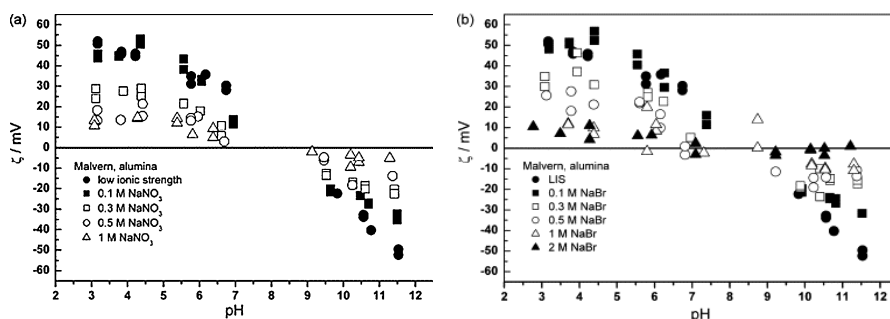 (a)
60
50
40
30
20
10
0
-10
-20
-30
-40
-50
-60
ζ / mV
Malvern, alumina
low ionic strength
0.1 M NaNO3
0.3 M NaNO3
0.5 M NaNO3
1 M NaNO3
2 3 4 5 6 7 8 9 10 11 12
pH
(b)
60
50
40
30
20
10
0
-10
-20
-30
-40
-50
-60
ζ / mV
Malvern, alumina
LIS
0.1 M NaBr
0.3 M NaBr
0.5 M NaBr
1 M NaBr
2 M NaBr
2 3 4 5 6 7 8 9 10 11 12
pH